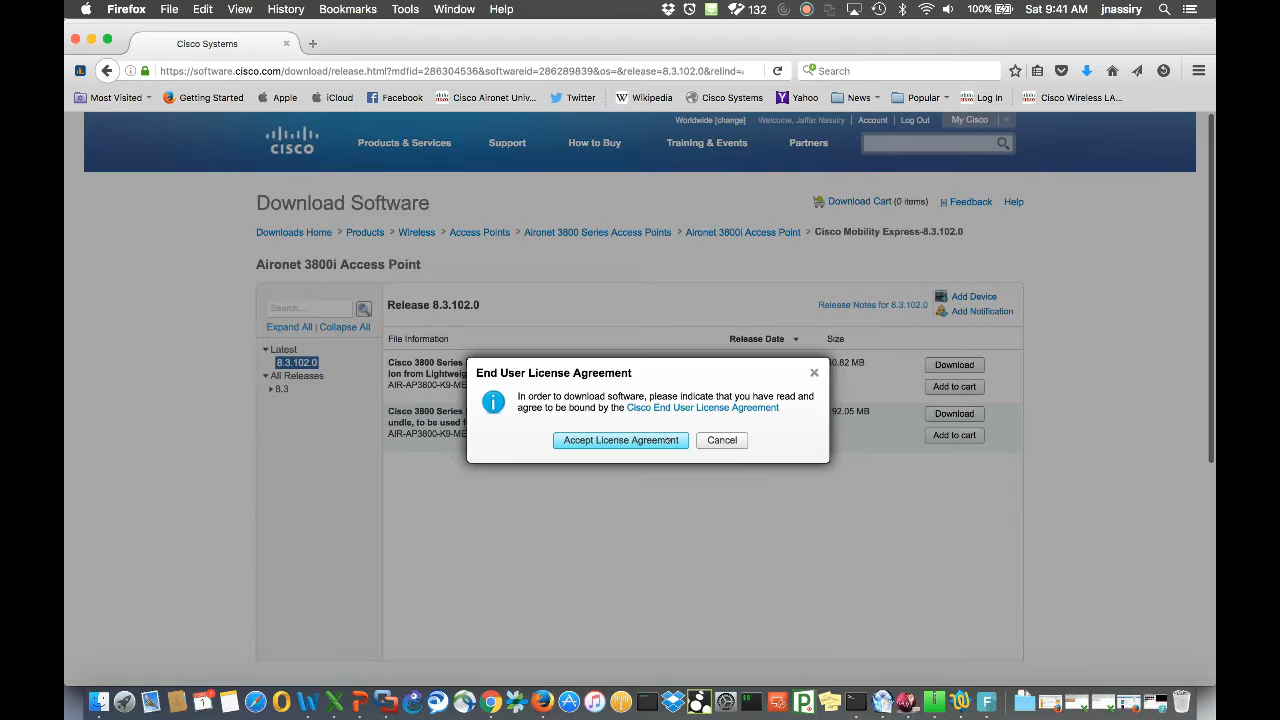 Firefox File Edit View History Bookmarks Tools Window Help 132 100% Sat 9:41 AM jnassiry
Cisco Systems
https://software.cisco.com/download/release.html?mdfid=286304536&softwareid=286289839&os=&release=8.3.102.0&relind=/ Search
Most Visited Getting Started Apple iCloud Facebook Cisco Aironet Univ... Twitter Wikipedia Cisco Systems Yahoo News Popular Log In Cisco Wireless LA...
Worldwide [change] Welcome, Jaffar Nassiry Account Log Out My Cisco
CISCO Products & Services Support How to Buy Training & Events Partners
Download Software Download Cart (0 items) Feedback Help
Downloads Home > Products > Wireless > Access Points > Aironet 3800 Series Access Points > Aironet 3800i Access Point > Cisco Mobility Express-8.3.102.0
Aironet 3800i Access Point
Search... Release 8.3.102.0 Release Notes for 8.3.102.0 Add Device
Add Notification
Expand All | Collapse All
File Information Release Date Size
Latest
8.3.102.0
All Releases
8.3
Cisco 3800 Series 0.82 MB Download
ion from Lightweig
AIR-AP3800-K9-ME Add to cart
Cisco 3800 Series 92.05 MB Download
undle, to be used f
AIR-AP3800-K9-ME Add to cart
End User License Agreement
In order to download software, please indicate that you have read and
agree to be bound by the Cisco End User License Agreement
Accept License Agreement Cancel